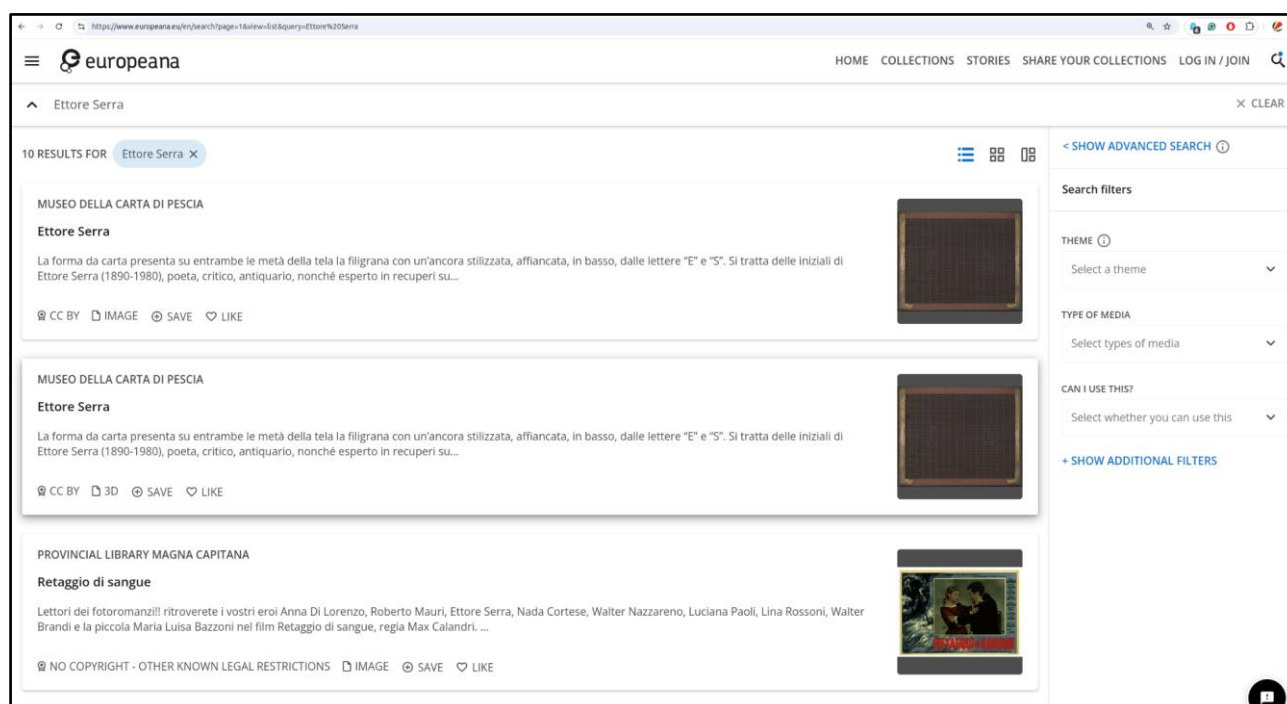 https://www.europeana.eu/en/search?page=1&view=list&query=Ettore%20Serra
europeana
HOME COLLECTIONS STORIES SHARE YOUR COLLECTIONS LOG IN / JOIN
Ettore Serra
CLEAR
10 RESULTS FOR Ettore Serra
MUSEO DELLA CARTA DI PESCIA
Ettore Serra
La forma da carta presenta su entrambe le metà della tela la filigrana con un'ancora stilizzata, affiancata, in basso, dalle lettere "E" e "S". Si tratta delle iniziali di
Ettore Serra (1890-1980), poeta, critico, antiquario, nonché esperto in recuperi su...
CC BY IMAGE SAVE LIKE
MUSEO DELLA CARTA DI PESCIA
Ettore Serra
La forma da carta presenta su entrambe le metà della tela la filigrana con un'ancora stilizzata, affiancata, in basso, dalle lettere "E" e "S". Si tratta delle iniziali di
Ettore Serra (1890-1980), poeta, critico, antiquario, nonché esperto in recuperi su...
CC BY 3D SAVE LIKE
PROVINCIAL LIBRARY MAGNA CAPITANA
Retaggio di sangue
Lettori dei fotoromanzi!! ritroverete i vostri eroi Anna Di Lorenzo, Roberto Mauri, Ettore Serra, Nada Cortese, Walter Nazzareno, Luciana Paoli, Lina Rossoni, Walter
Brandi e la piccola Maria Luisa Bazzoni nel film Retaggio di sangue, regia Max Calandri. ...
NO COPYRIGHT - OTHER KNOWN LEGAL RESTRICTIONS IMAGE SAVE LIKE
< SHOW ADVANCED SEARCH
Search filters
THEME
Select a theme
TYPE OF MEDIA
Select types of media
CAN I USE THIS?
Select whether you can use this
+ SHOW ADDITIONAL FILTERS